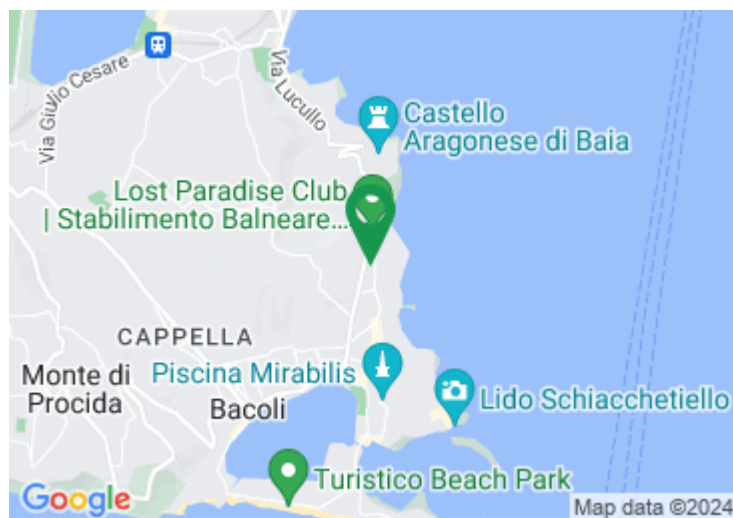 Via Giulio Cesare
Via Lucullo
Castello
Aragonese di Baia
Lost Paradise Club
| Stabilimento Balneare...
CAPPELLA
Monte di
Procida
Piscina Mirabilis
Bacoli
Lido Schiacchetiello
Turistico Beach Park
Google
Map data ©2024